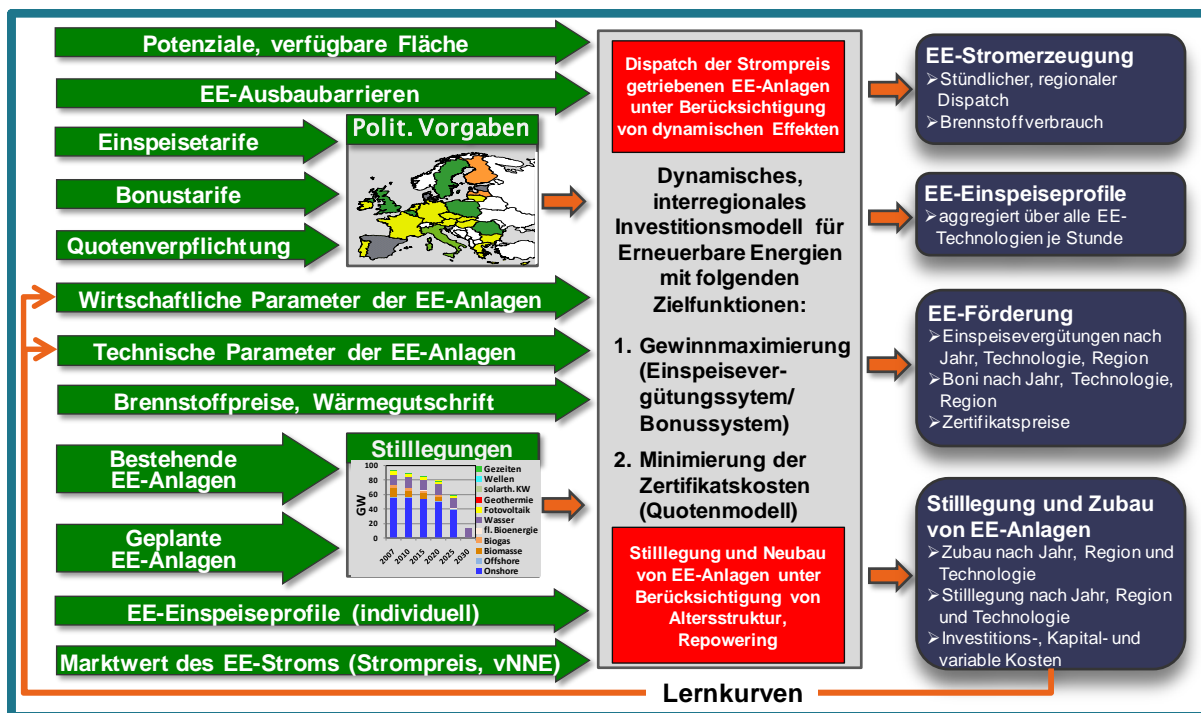 Potenziale, verfügbare Fläche
EE-Ausbaubarrieren
Einspeisetarife
Bonustarife
Quotenverpflichtung
Polit. Vorgaben
Wirtschaftliche Parameter der EE-Anlagen
Technische Parameter der EE-Anlagen
Brennstoffpreise, Wärmegutschrift
Bestehende
EE-Anlagen
Geplante
EE-Anlagen
Stilllegungen
GW
100
80
60
40
20
0
2007
2010
2015
2020
2025
2030
Gezeiten
Wellen
solarth. KW
Geothermie
Fotovoltaik
Wasser
fl. Bioenergie
Biogas
Biomasse
Offshore
Onshore
EE-Einspeiseprofile (individuell)
Marktwert des EE-Stroms (Strompreis, vNNE)
Dispatch der Strompreis
getriebenen EE-Anlagen
unter Berücksichtigung
von dynamischen Effekten
Dynamisches,
interregionales
Investitionsmodell für
Erneuerbare Energien
mit folgenden
Zielfunktionen:
1. Gewinnmaximierung
(Einspeisever-
gütungssytem/
Bonussystem)
2. Minimierung der
Zertifikatskosten
(Quotenmodell)
Stilllegung und Neubau
von EE-Anlagen unter
Berücksichtigung von
Altersstruktur,
Repowering
EE-Stromerzeugung
➢Stündlicher, regionaler
Dispatch
➢Brennstoffverbrauch
EE-Einspeiseprofile
➢aggregiert über alle EE-
Technologien je Stunde
EE-Förderung
➢Einspeisevergütungen nach
Jahr, Technologie, Region
➢Boni nach Jahr, Technologie,
Region
➢Zertifikatspreise
Stilllegung und Zubau
von EE-Anlagen
➢Zubau nach Jahr, Region und
Technologie
➢Stilllegung nach Jahr, Region
und Technologie
➢Investitions-, Kapital- und
variable Kosten
Lernkurven